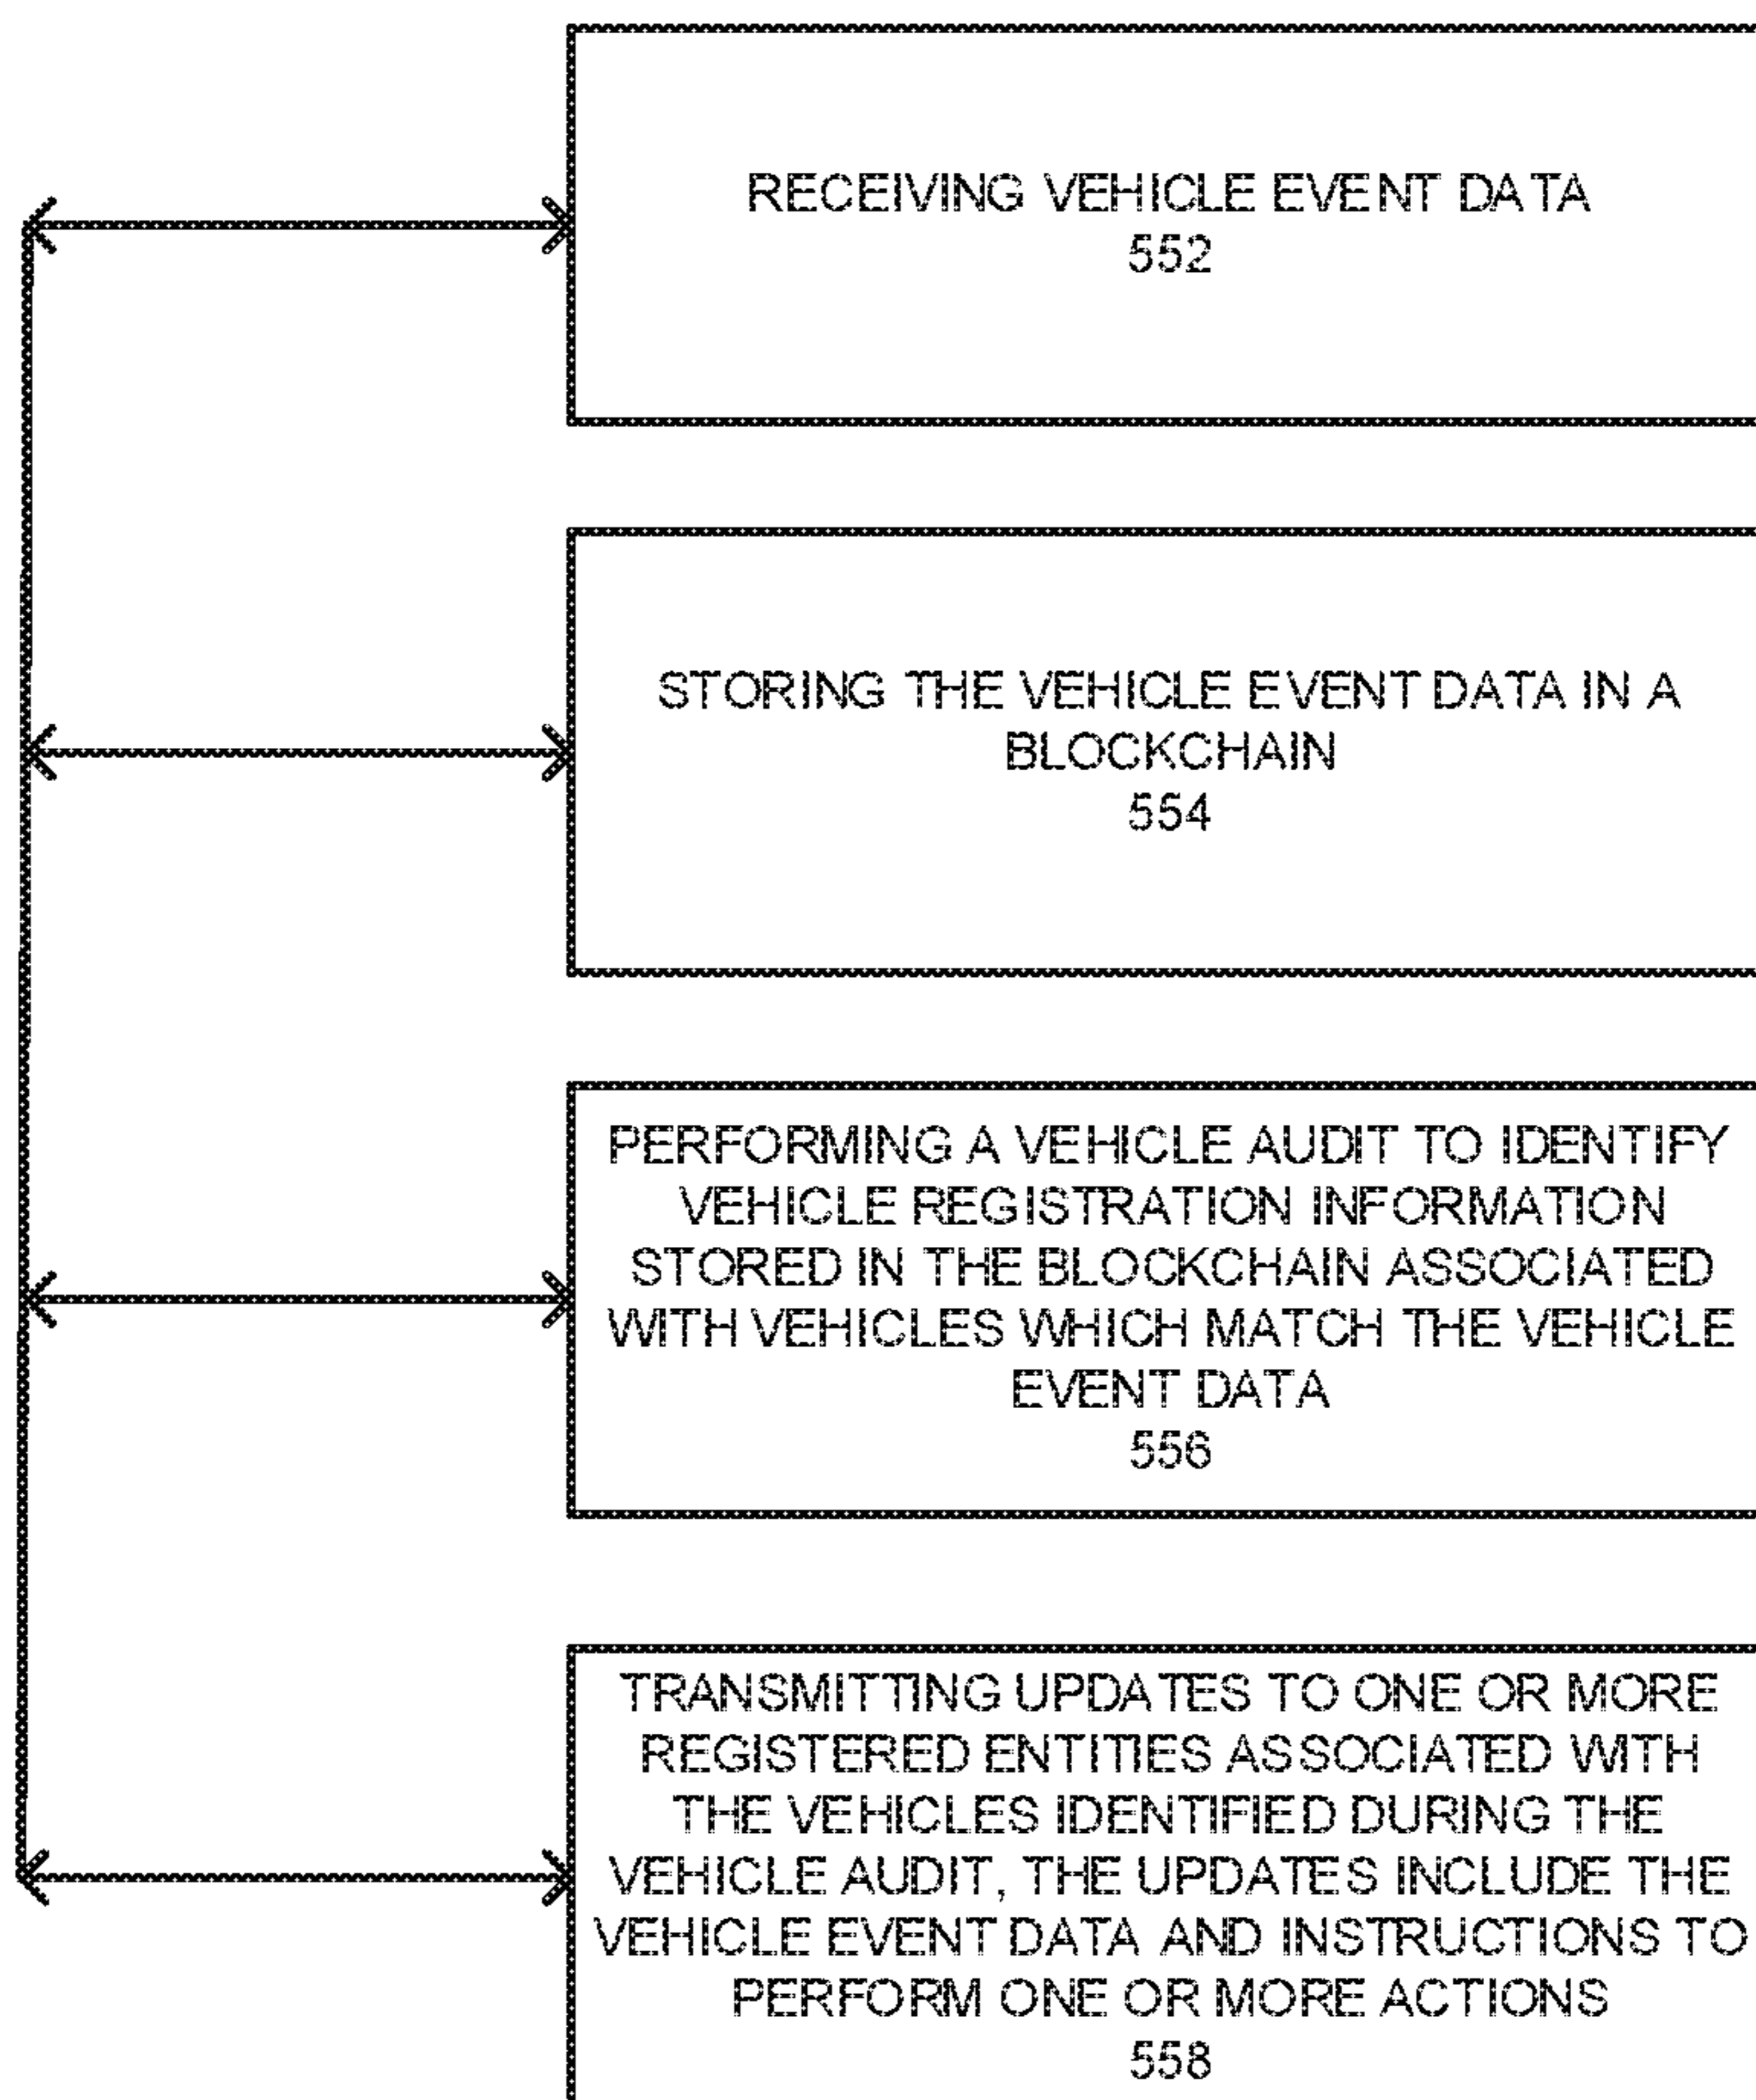 RECEIVING VEHICLE EVENT DATA
552
STORING THE VEHICLE EVENT DATA IN A
BLOCKCHAIN
554
PERFORMING A VEHICLE AUDIT TO IDENTIFY
VEHICLE REGISTRATION INFORMATION
STORED IN THE BLOCKCHAIN ASSOCIATED
WITH VEHICLES WHICH MATCH THE VEHICLE
EVENT DATA
556
TRANSMITTING UPDATES TO ONE OR MORE
REGISTERED ENTITIES ASSOCIATED WITH
THE VEHICLES IDENTIFIED DURING THE
VEHICLE AUDIT, THE UPDATES INCLUDE THE
VEHICLE EVENT DATA AND INSTRUCTIONS TO
PERFORM ONE OR MORE ACTIONS
558